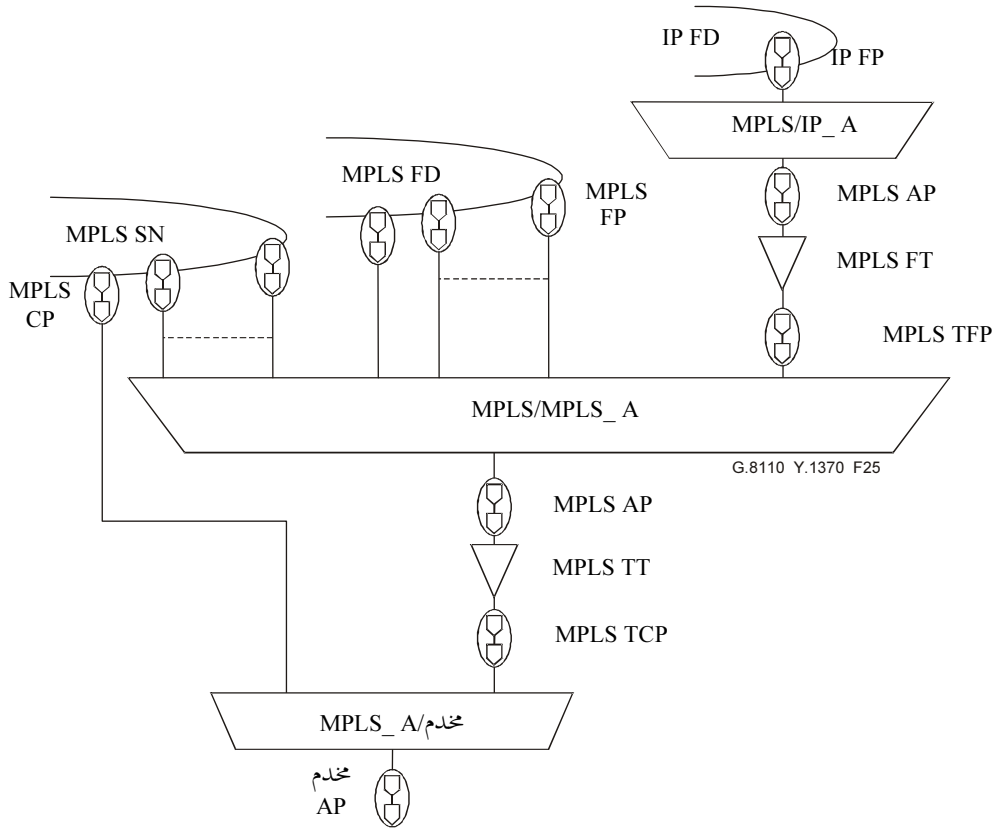 IP FD
IP FP
MPLS/IP_ A
MPLS FD
MPLS AP
MPLS
FP
MPLS SN
MPLS FT
MPLS
CP
MPLS TFP
MPLS/MPLS_ A
G.8110 Y.1370 F25
MPLS AP
MPLS TT
MPLS TCP
MPLS_ A/مخدم
مخدم
AP